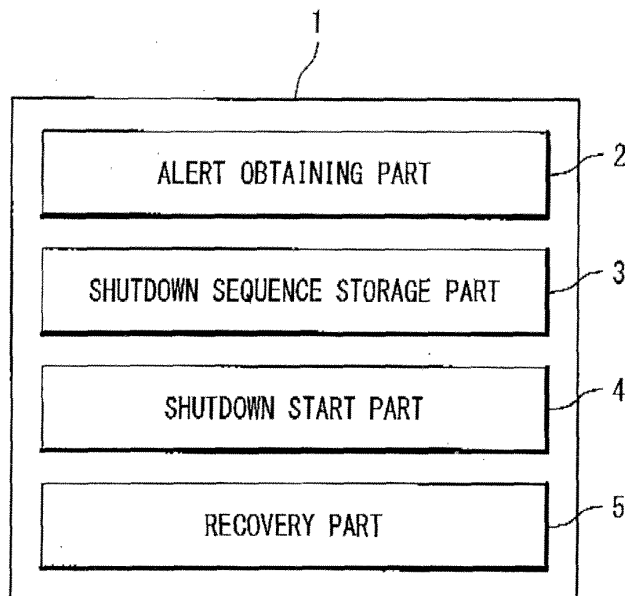 1
ALERT OBTAINING PART
2
SHUTDOWN SEQUENCE STORAGE PART
3
SHUTDOWN START PART
4
RECOVERY PART
5